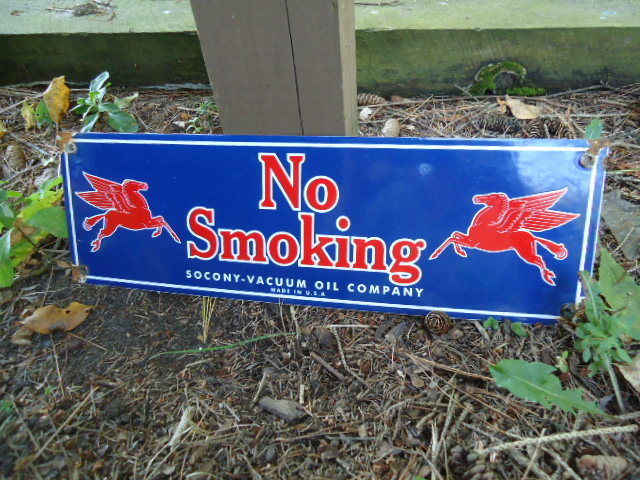 No
Smoking
SOCONY-VACUUM OIL COMPANY
MADE IN U.S.A